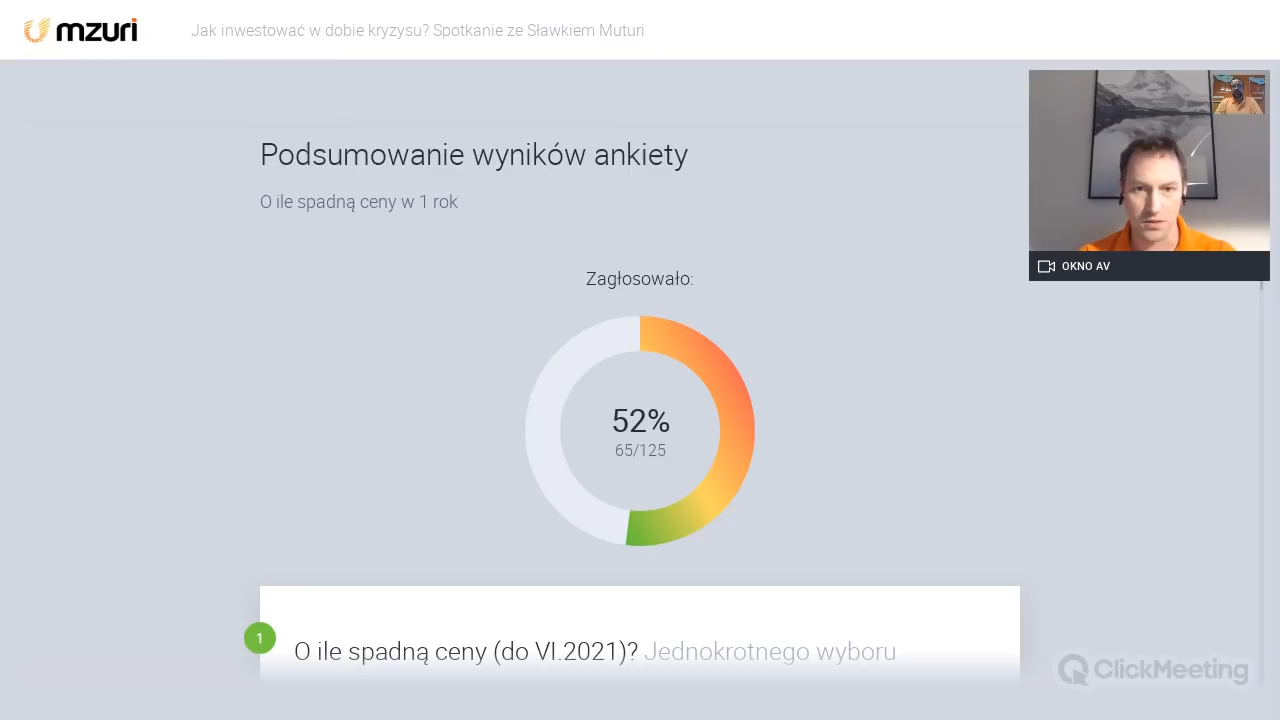 mzuri
Jak inwestować w dobie kryzysu? Spotkanie ze Sławkiem Muturi
Podsumowanie wyników ankiety
O ile spadną ceny w 1 rok
OKNO AV
Zagłosowało:
52%
65/125
1
O ile spadną ceny (do VI.2021)? Jednokrotnego wyboru
ClickMeeting